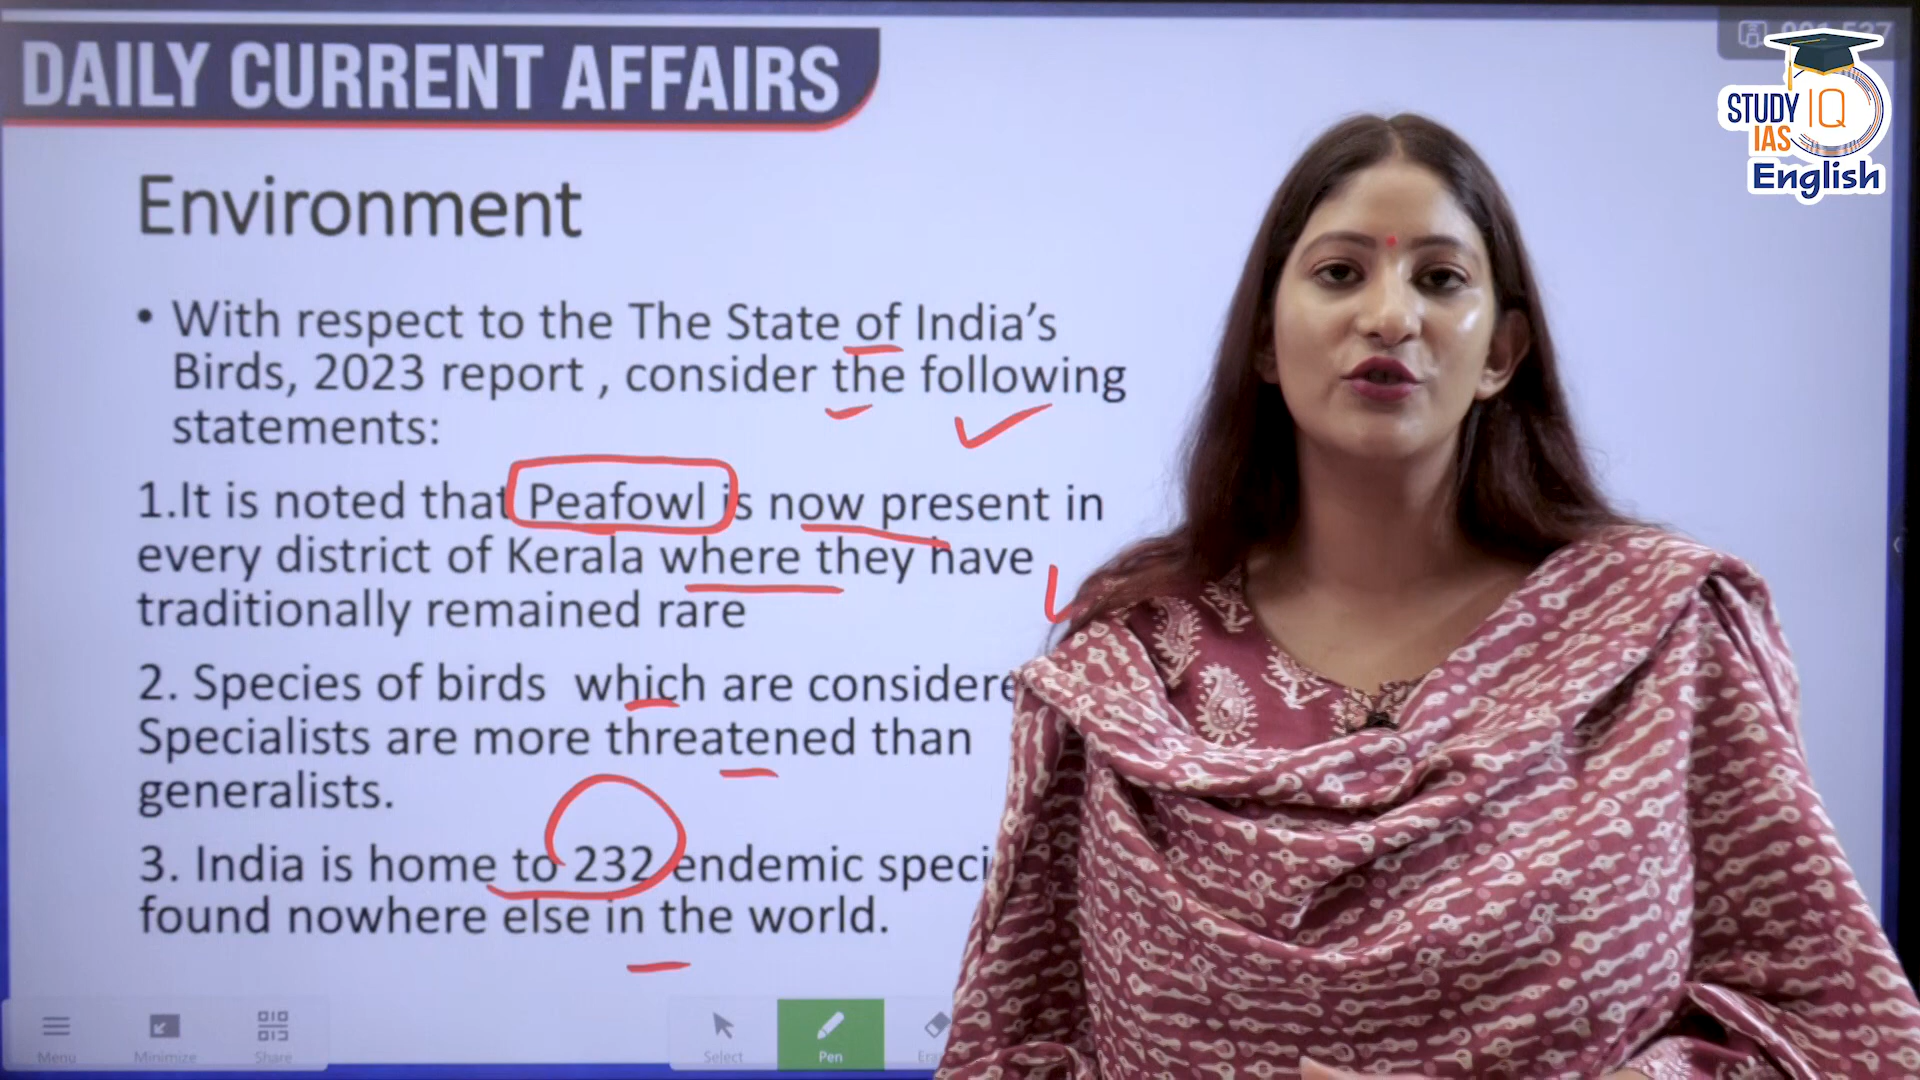 DAILY CURRENT AFFAIRS
STUDY IQ
IAS
English
Environment
• With respect to the The State of India's
Birds, 2023 report , consider the following
statements:
1.It is noted that Peafowl is now present in
every district of Kerala where they have
traditionally remained rare
2. Species of birds which are considere
Specialists are more threatened than
generalists.
3. India is home to 232 endemic speci
found nowhere else in the world.
Menu
Minimize
Share
Select
Pen